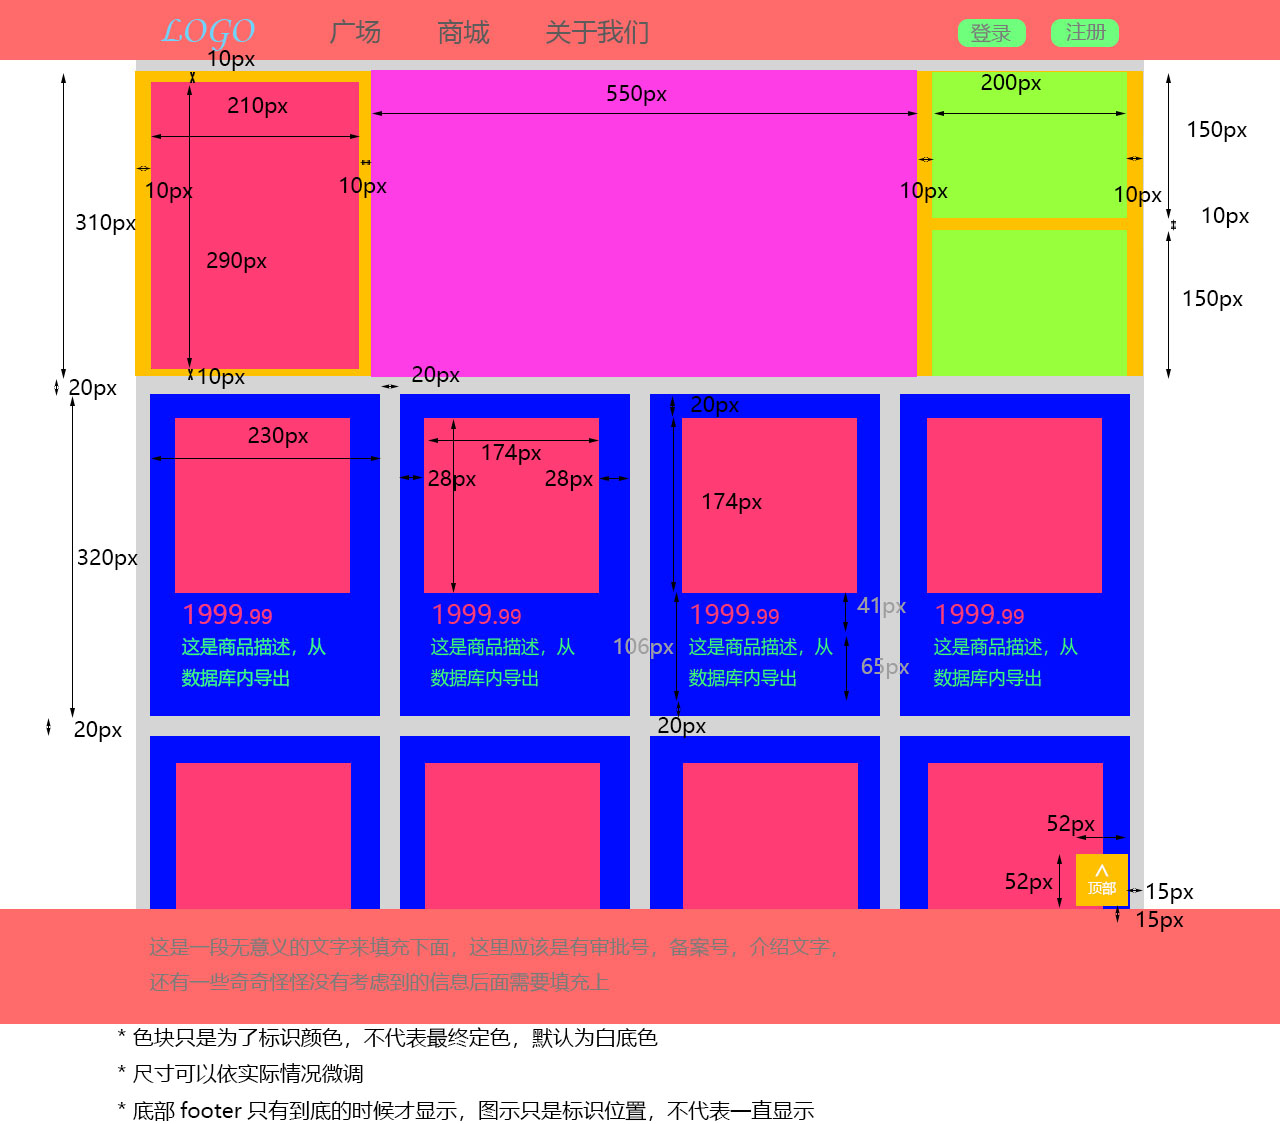 LOGO 广场 商城 关于我们 登录 注册
10px
210px 550px 200px
150px
10px 10px 10px 10px
310px 10px
290px
150px
10px 20px
20px
20px
230px 174px
28px 28px
174px
320px
1999.99 1999.99 1999.99 1999.99
41px
这是商品描述，从 这是商品描述，从 106px 这是商品描述，从 这是商品描述，从
65px
数据库内导出 数据库内导出 数据库内导出 数据库内导出
20px 20px
52px
^
52px 顶部 15px
15px
这是一段无意义的文字来填充下面，这里应该是有审批号，备案号，介绍文字，
还有一些奇奇怪怪没有考虑到的信息后面需要填充上
* 色块只是为了标识颜色，不代表最终定色，默认为白底色
* 尺寸可以依实际情况微调
* 底部 footer 只有到底的时候才显示，图示只是标识位置，不代表一直显示